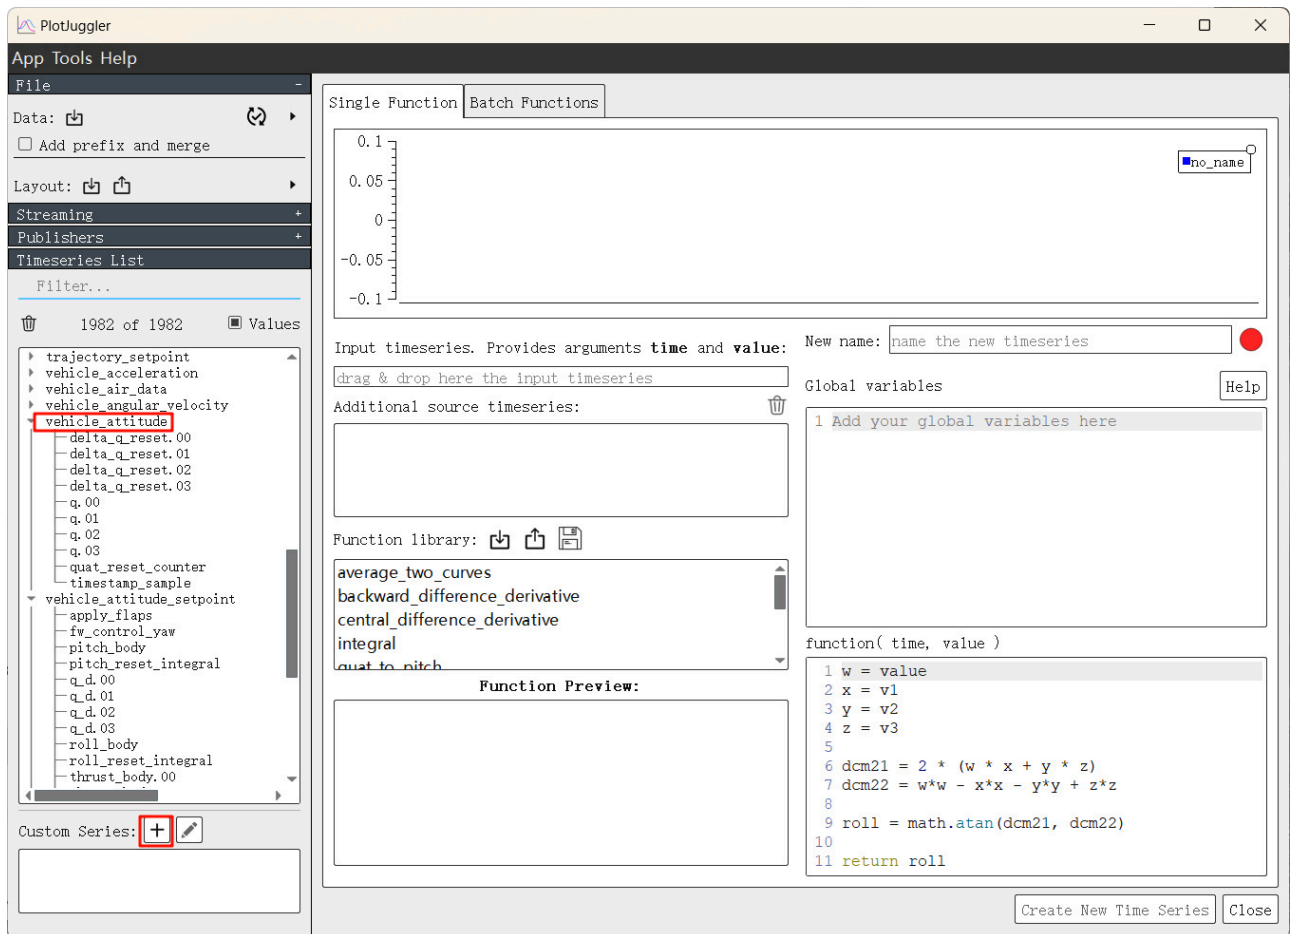 PlotJuggler
App Tools Help
File
Data:
Add prefix and merge
Layout:
Streaming
Publishers
Timeseries List
Filter...
1982 of 1982 Values
trajectory_setpoint
vehicle_acceleration
vehicle_air_data
vehicle_angular_velocity
vehicle_attitude
delta_q_reset.00
delta_q_reset.01
delta_q_reset.02
delta_q_reset.03
q.00
q.01
q.02
q.03
quat_reset_counter
timestamp_sample
vehicle_attitude_setpoint
apply_flaps
fw_control_yaw
pitch_body
pitch_reset_integral
q_d.00
q_d.01
q_d.02
q_d.03
roll_body
roll_reset_integral
thrust_body.00
Custom Series:
Single Function Batch Functions
0.1
0.05
0
-0.05
-0.1
no_name
Input timeseries. Provides arguments time and value:
drag & drop here the input timeseries
Additional source timeseries:
Function library:
average_two_curves
backward_difference_derivative
central_difference_derivative
integral
quat_to_pitch
Function Preview:
New name: name the new timeseries
Global variables Help
1 Add your global variables here
function( time, value )
1 w = value
2 x = v1
3 y = v2
4 z = v3
5
6 dcm21 = 2 * (w * x + y * z)
7 dcm22 = w*w - x*x - y*y + z*z
8
9 roll = math.atan(dcm21, dcm22)
10
11 return roll
Create New Time Series Close